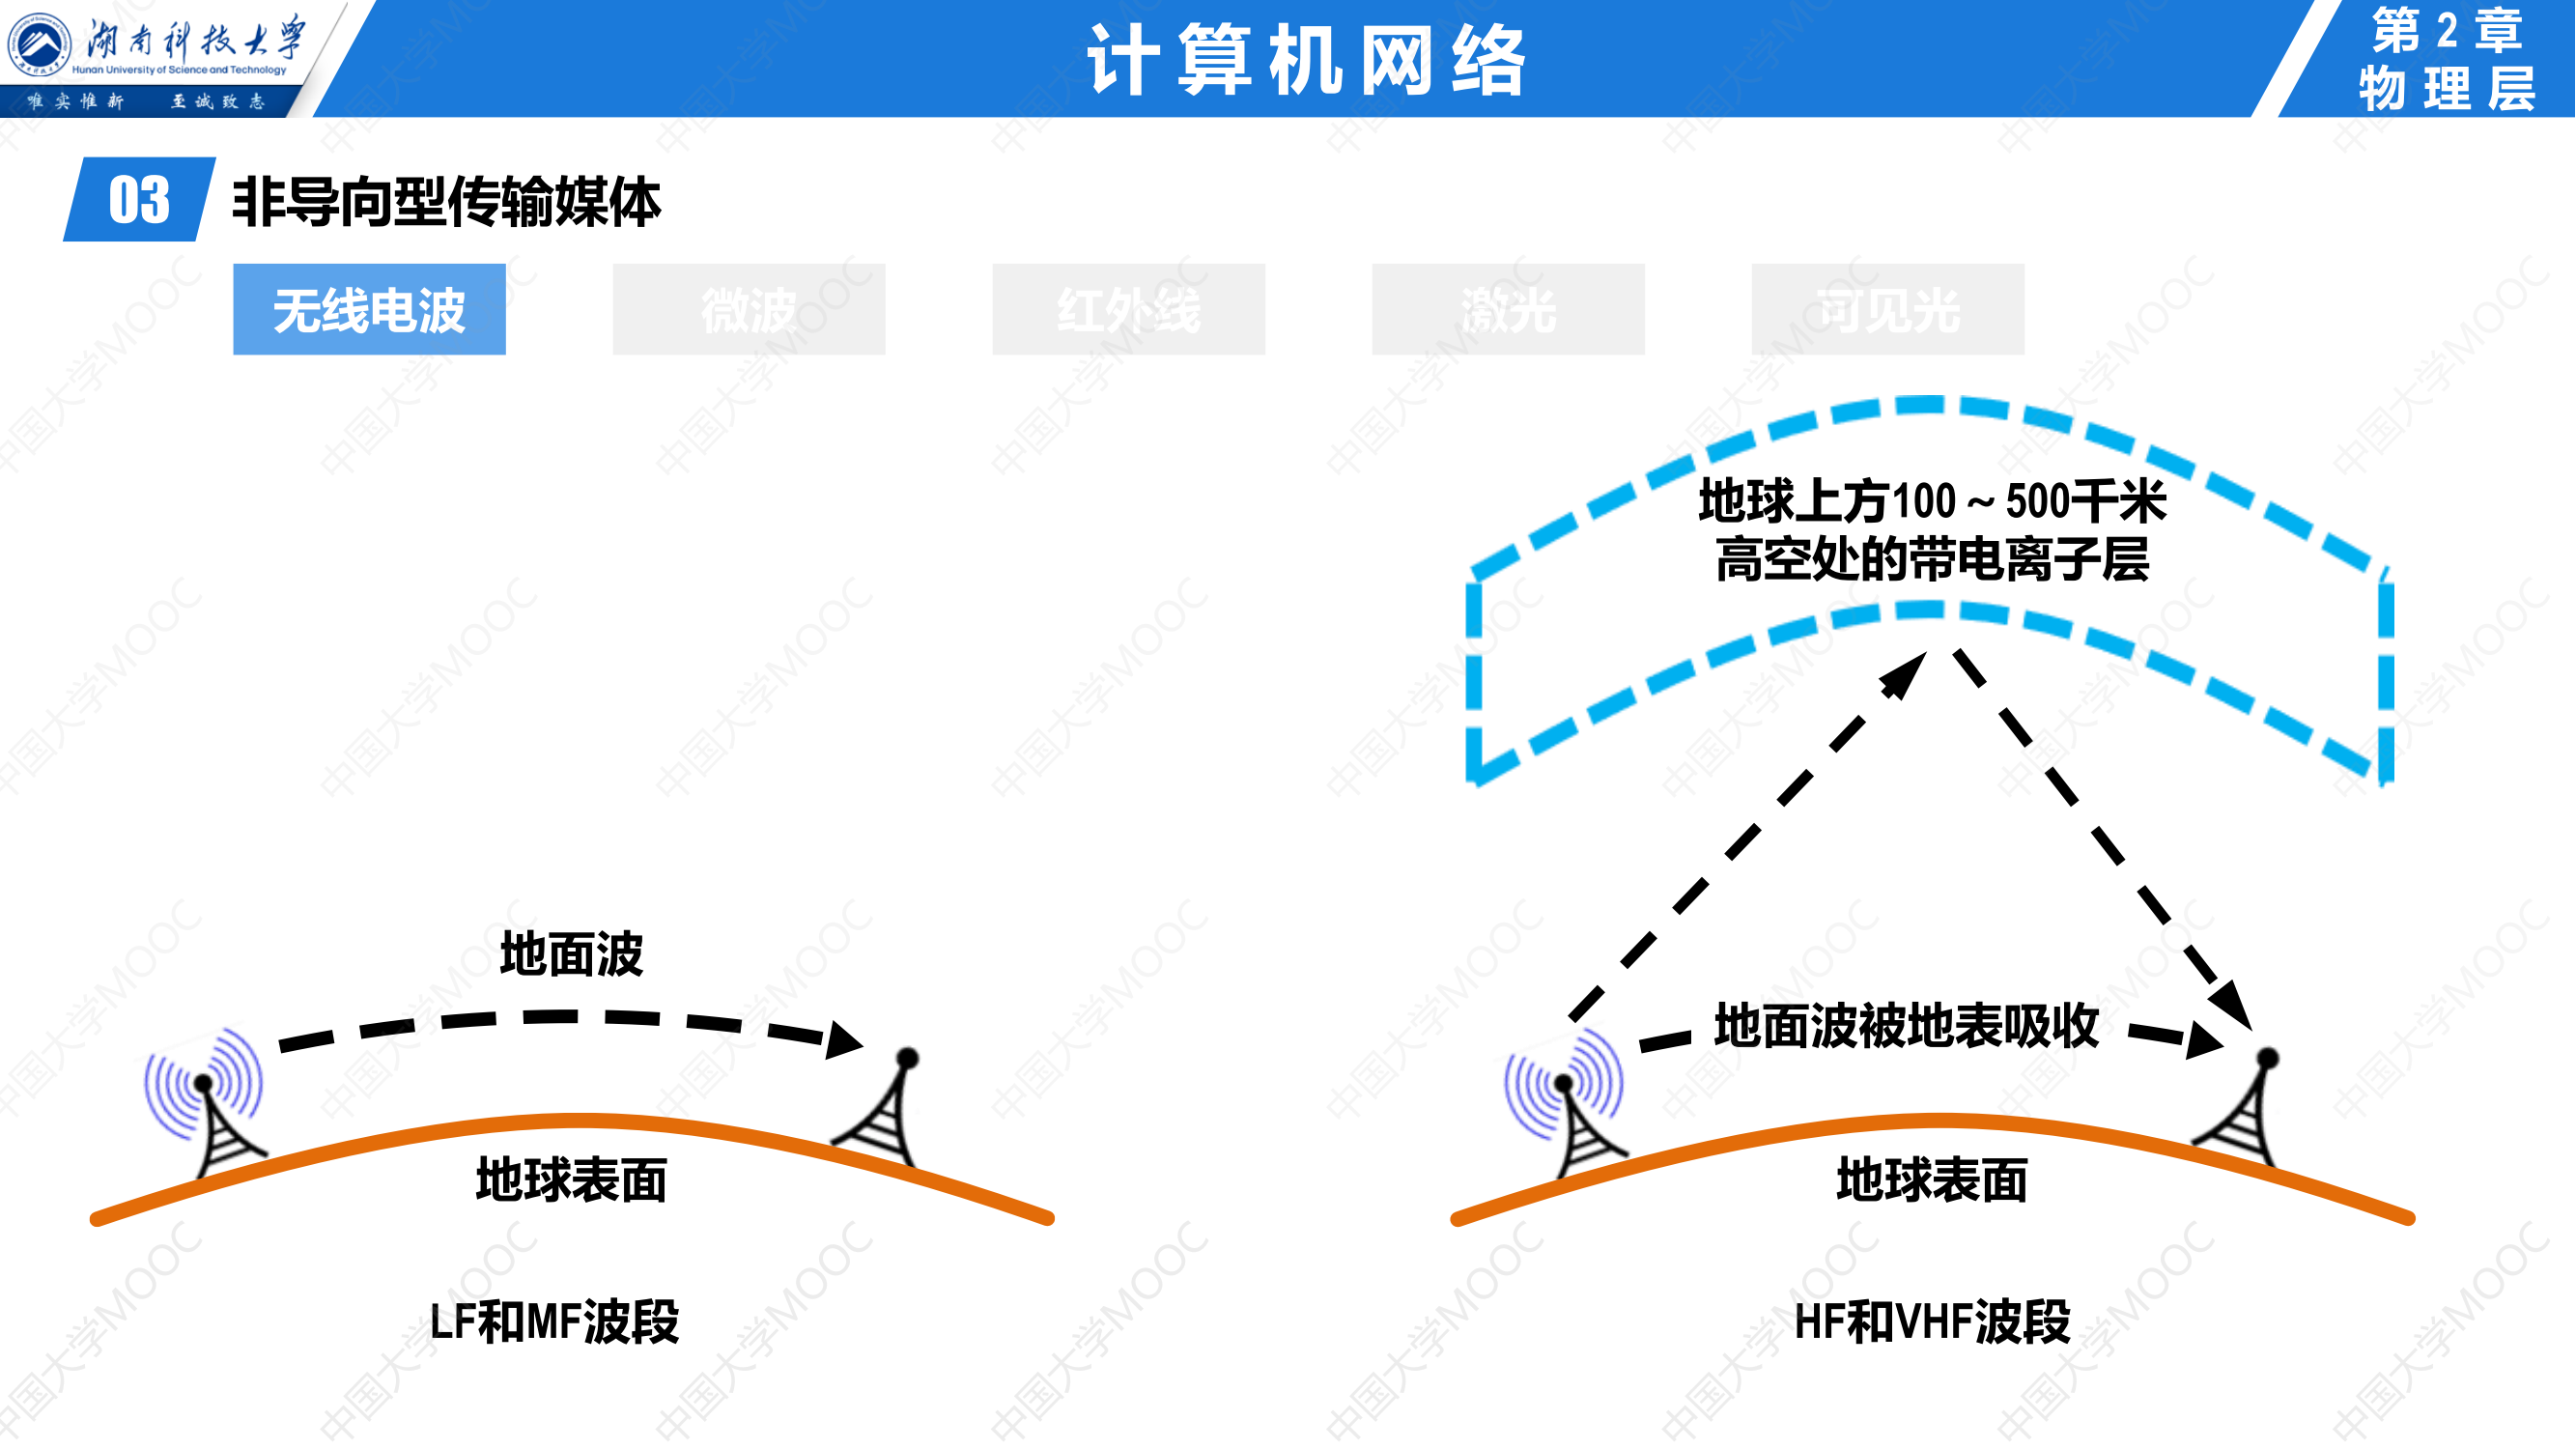 湖南科技大学
Hunan University of Science and Technology
唯实惟新 至诚致志
计算机网络
第2章
物理层
03 非导向型传输媒体
无线电波 微波 红外线 激光 可见光
地球上方100～500千米
高空处的带电离子层
地面波
地面波被地表吸收
地球表面
地球表面
LF和MF波段
HF和VHF波段
中国大学MOOC